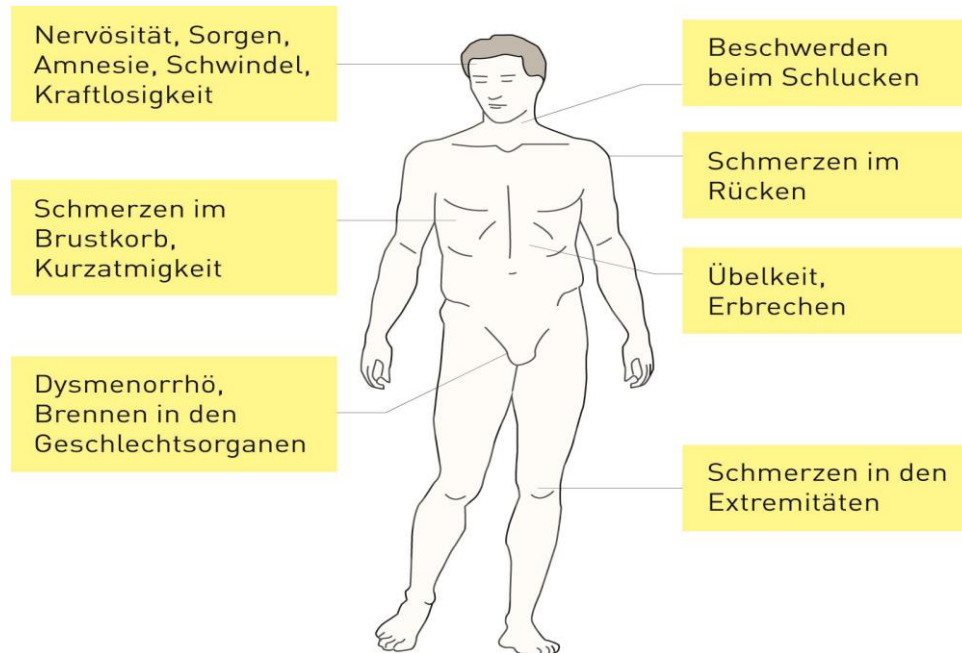 Nervösität, Sorgen,
Amnesie, Schwindel,
Kraftlosigkeit
Schmerzen im
Brustkorb,
Kurzatmigkeit
Dysmenorrhö,
Brennen in den
Geschlechtsorganen
Beschwerden
beim Schlucken
Schmerzen im
Rücken
Übelkeit,
Erbrechen
Schmerzen in den
Extremitäten